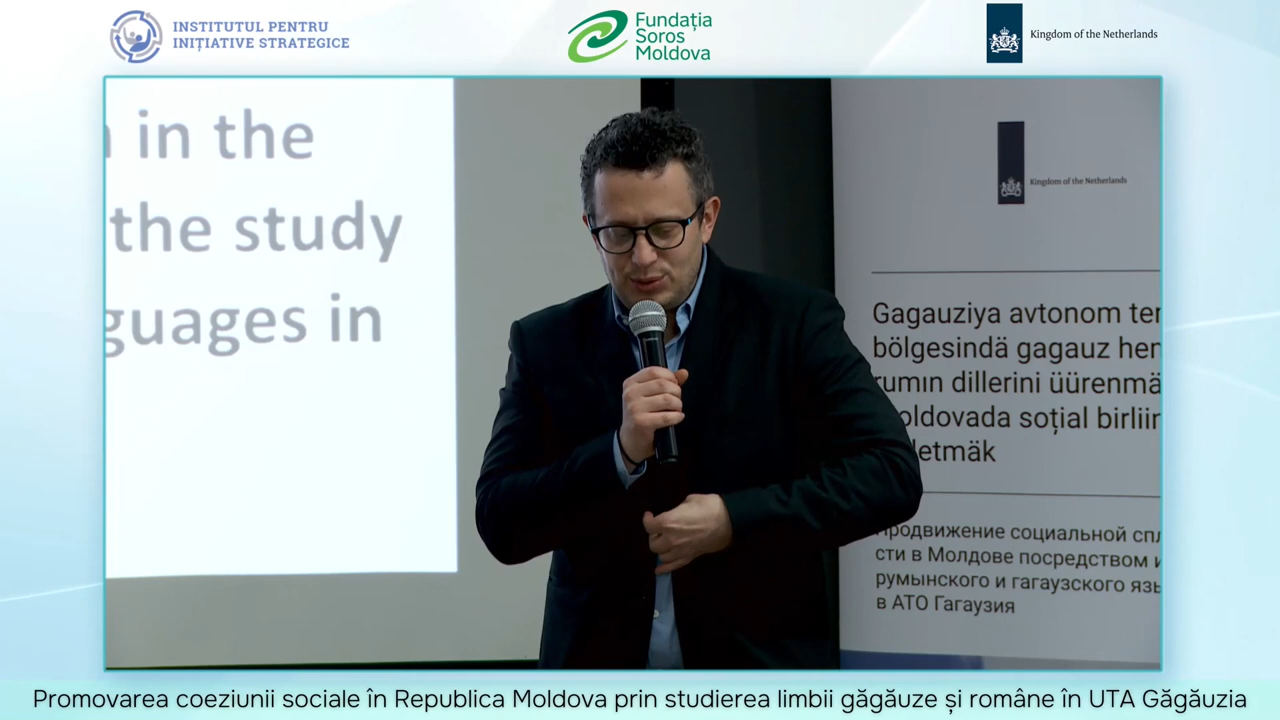 INSTITUTUL PENTRU
INIȚIATIVE STRATEGICE
Fundația
Soros
Moldova
Kingdom of the Netherlands
in the
the study
guages in
Kingdom of the Netherlands
Gagauziya avtonom ter
bölgesindä gagauz hem
rumın dillerini üürenmä
oldovada soțial birliin
letmäk
Продвижение социальной спл
сти в Молдове посредством и
румынского и гагаузского язы
в АТО Гагаузия
Promovarea coeziunii sociale în Republica Moldova prin studierea limbii găgăuze și române în UTA Găgăuzia